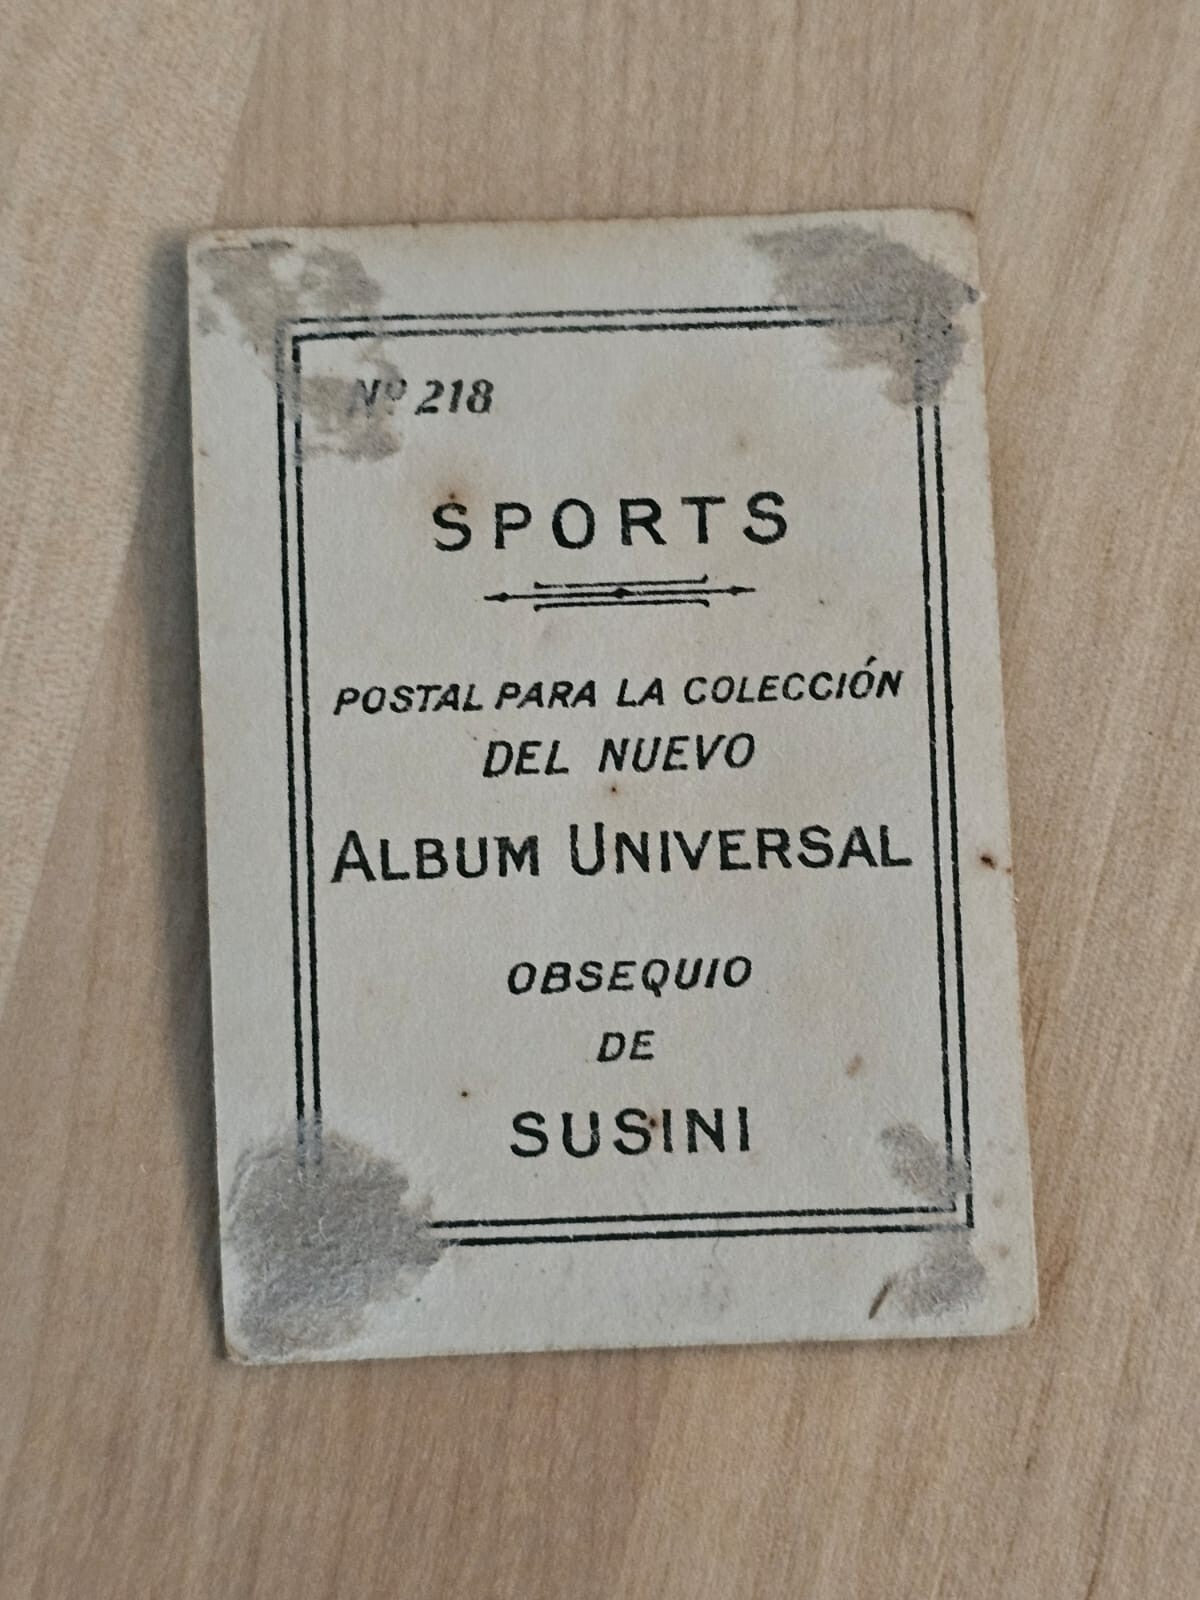 Nº 218
SPORTS
POSTAL PARA LA COLECCIÓN
DEL NUEVO
ALBUM UNIVERSAL
OBSEQUIO
DE
SUSINI